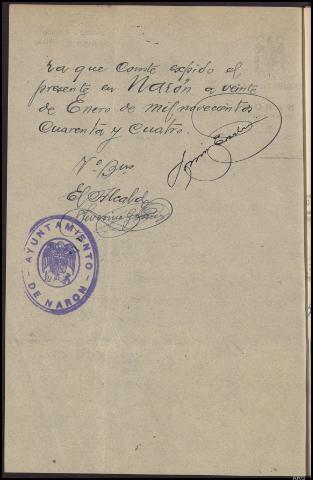 ra que conste expido el
presente en Narón a veinte
de Enero de mil novecientos
Cuarenta y Cuatro.
Vº Bno
El Alcalde
AYUNTAMIENTO
DE NARON